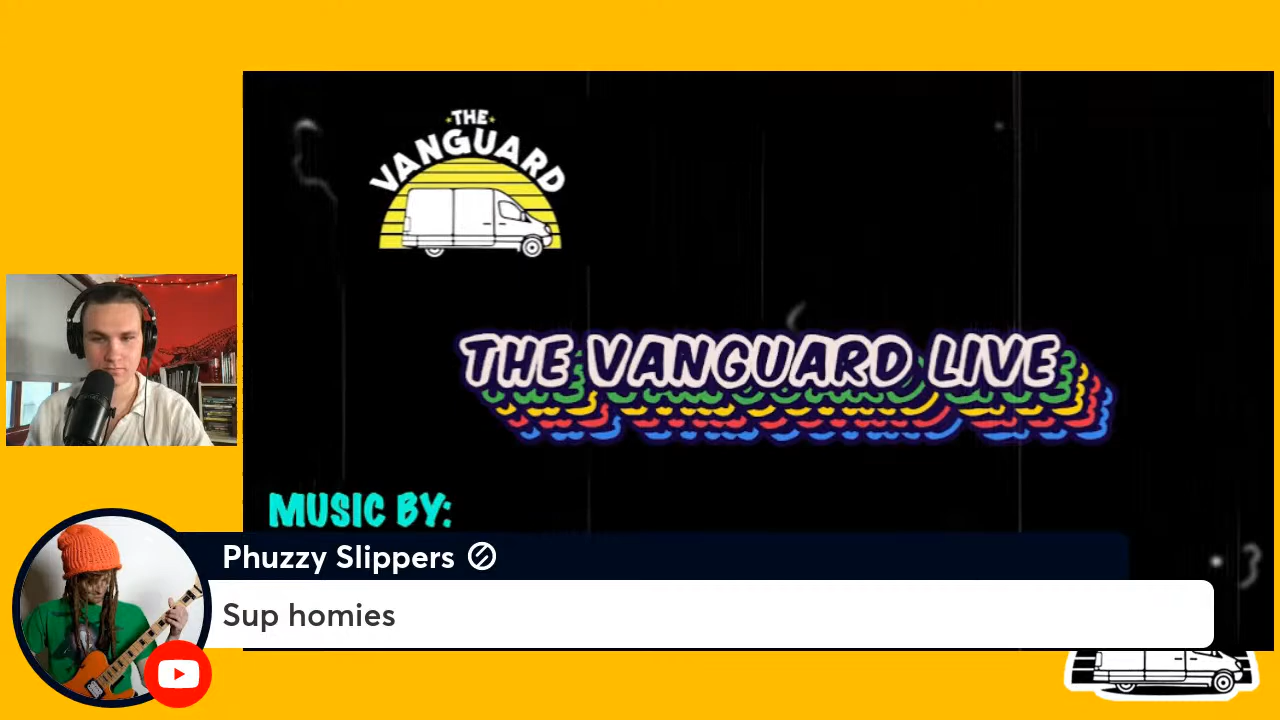 THE
VANGUARD
THE VANGUARD LIVE
MUSIC BY:
Phuzzy Slippers
Sup homies